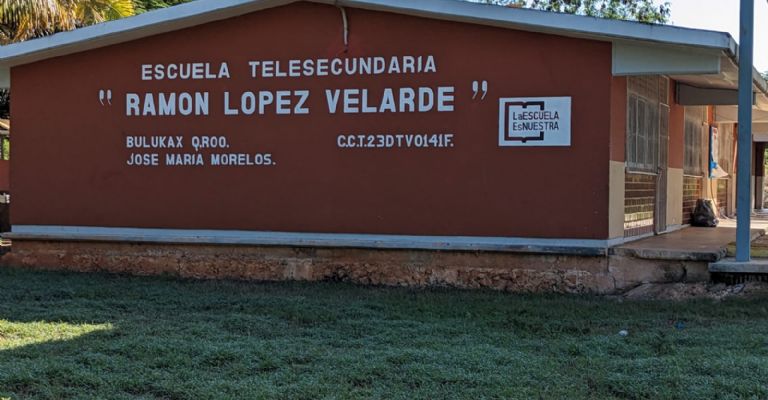 ESCUELA TELESECUNDARIA
" RAMON LOPEZ VELARDE "
BULUKAX Q.ROO. C.C.T.23DTV0141F.
JOSE MARIA MORELOS.
LaESCUELA
EsNUESTRA